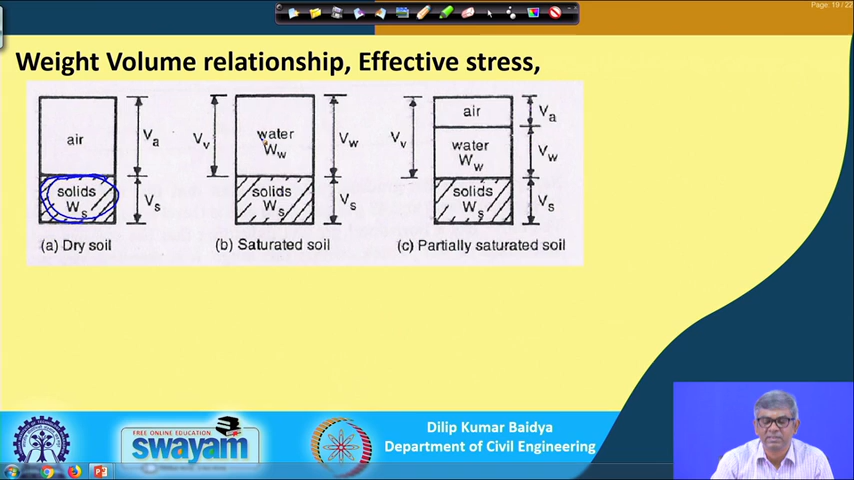 Page: 19 / 22
Weight Volume relationship, Effective stress,
air
Va
solids
Ws
Vs
(a) Dry soil
Vv
water
Ww
Vw
solids
Ws
Vs
(b) Saturated soil
Vv
air
Va
water
Ww
Vw
solids
Ws
Vs
(c) Partially saturated soil
FREE ONLINE EDUCATION
swayam
Dilip Kumar Baidya
Department of Civil Engineering